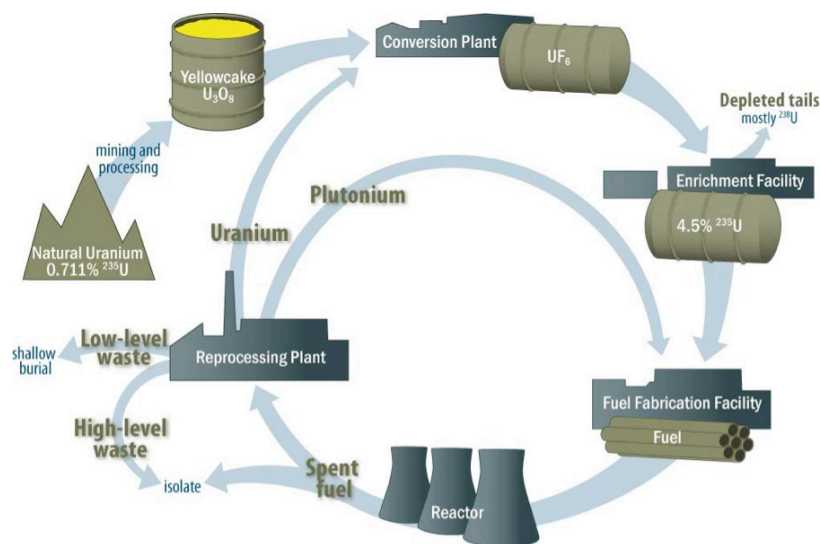 Yellowcake
U₃O₈
Conversion Plant
UF₆
Depleted tails
mostly ²³⁸U
mining and
processing
Enrichment Facility
4.5% ²³⁵U
Plutonium
Uranium
Natural Uranium
0.711% ²³⁵U
Low-level
waste
shallow
burial
Reprocessing Plant
Fuel Fabrication Facility
Fuel
High-level
waste
Spent
fuel
isolate
Reactor